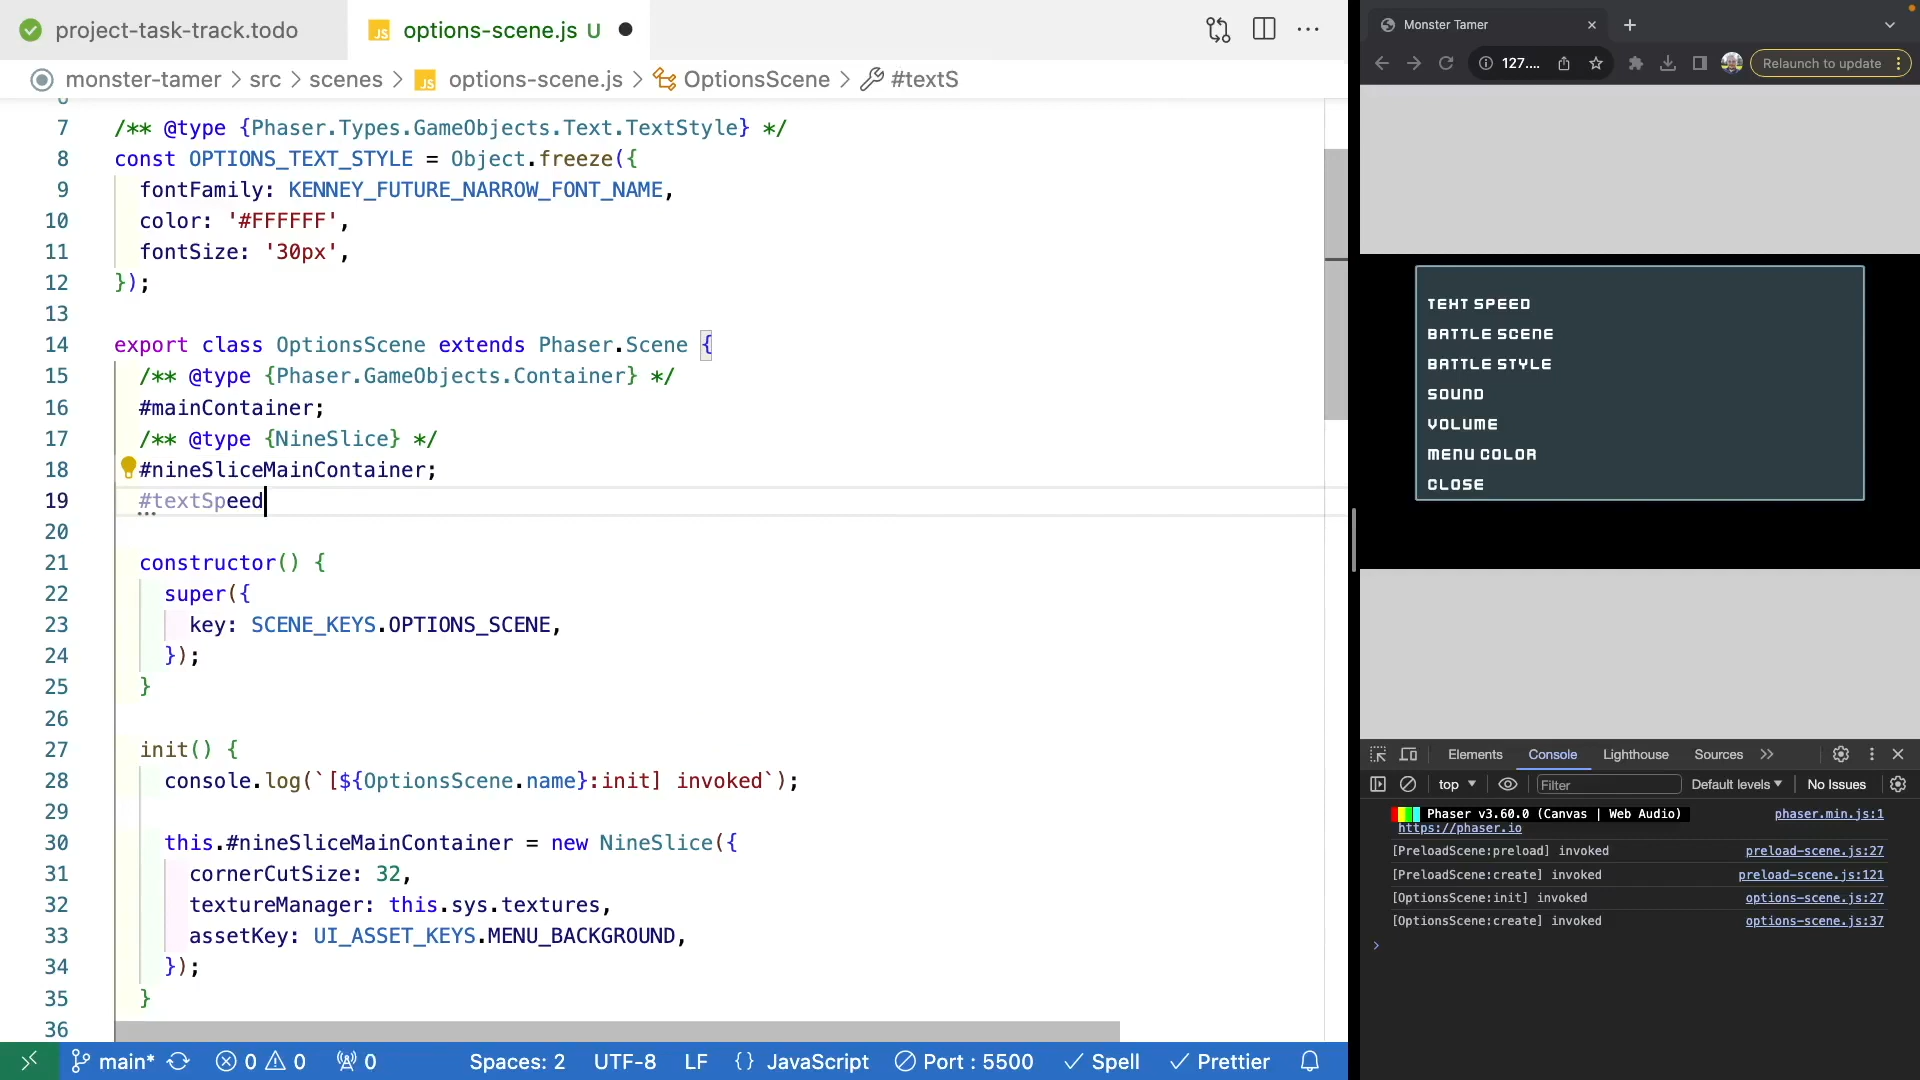 project-task-track.todo
JS options-scene.js U
monster-tamer > src > scenes > JS options-scene.js > OptionsScene > #textS
6
7 /** @type {Phaser.Types.GameObjects.Text.TextStyle} */
8 const OPTIONS_TEXT_STYLE = Object.freeze({
9 fontFamily: KENNEY_FUTURE_NARROW_FONT_NAME,
10 color: '#FFFFFF',
11 fontSize: '30px',
12 });
13
14 export class OptionsScene extends Phaser.Scene {
15 /** @type {Phaser.GameObjects.Container} */
16 #mainContainer;
17 /** @type {NineSlice} */
18 #nineSliceMainContainer;
19 #textSpeed
20
21 constructor() {
22 super({
23 key: SCENE_KEYS.OPTIONS_SCENE,
24 });
25 }
26
27 init() {
28 console.log(`[${OptionsScene.name}:init] invoked`);
29
30 this.#nineSliceMainContainer = new NineSlice({
31 cornerCutSize: 32,
32 textureManager: this.sys.textures,
33 assetKey: UI_ASSET_KEYS.MENU_BACKGROUND,
34 });
35 }
36
main* 0 0 0 Spaces: 2 UTF-8 LF {} JavaScript Port : 5500 Spell Prettier
Monster Tamer
127.... Relaunch to update
TEXT SPEED
BATTLE SCENE
BATTLE STYLE
SOUND
VOLUME
MENU COLOR
CLOSE
Elements Console Lighthouse Sources
top Filter Default levels No Issues
Phaser v3.60.0 (Canvas | Web Audio) phaser.min.js:1
https://phaser.io
[PreloadScene:preload] invoked preload-scene.js:27
[PreloadScene:create] invoked preload-scene.js:121
[OptionsScene:init] invoked options-scene.js:27
[OptionsScene:create] invoked options-scene.js:37